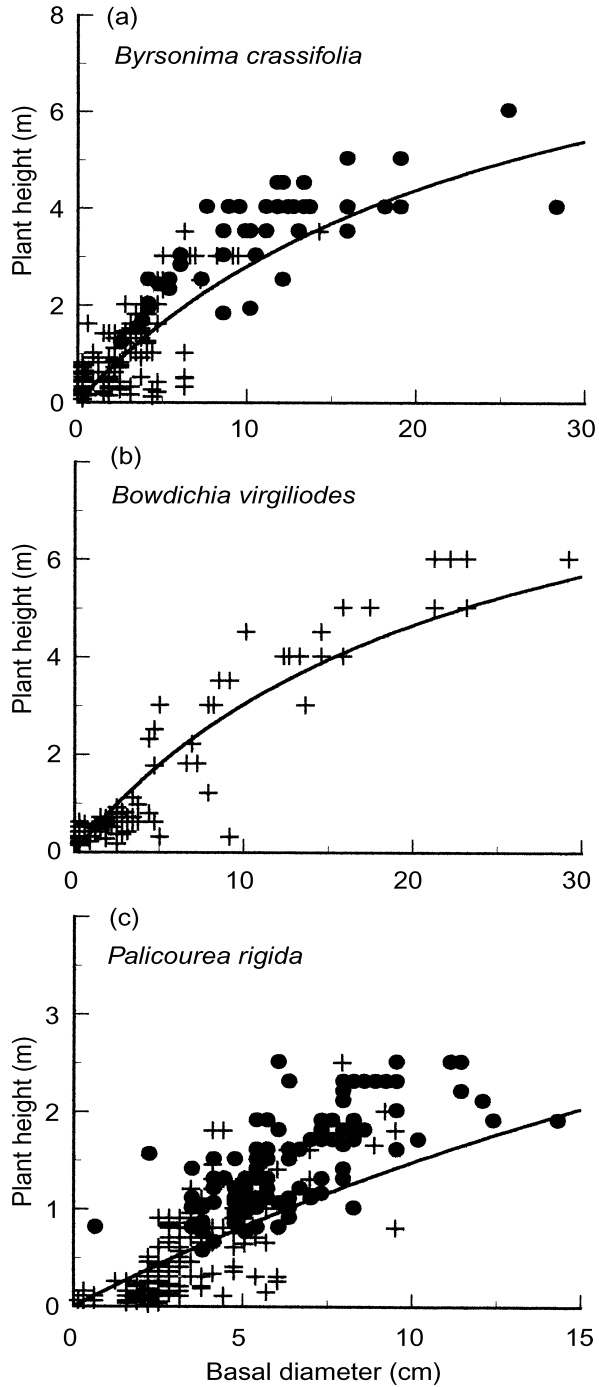 (a)
Byrsonima crassifolia
8
6
4
2
0
Plant height (m)
0 10 20 30
(b)
Bowdichia virgiliodes
6
4
2
0
Plant height (m)
0 10 20 30
(c)
Palicourea rigida
3
2
1
0
Plant height (m)
0 5 10 15
Basal diameter (cm)